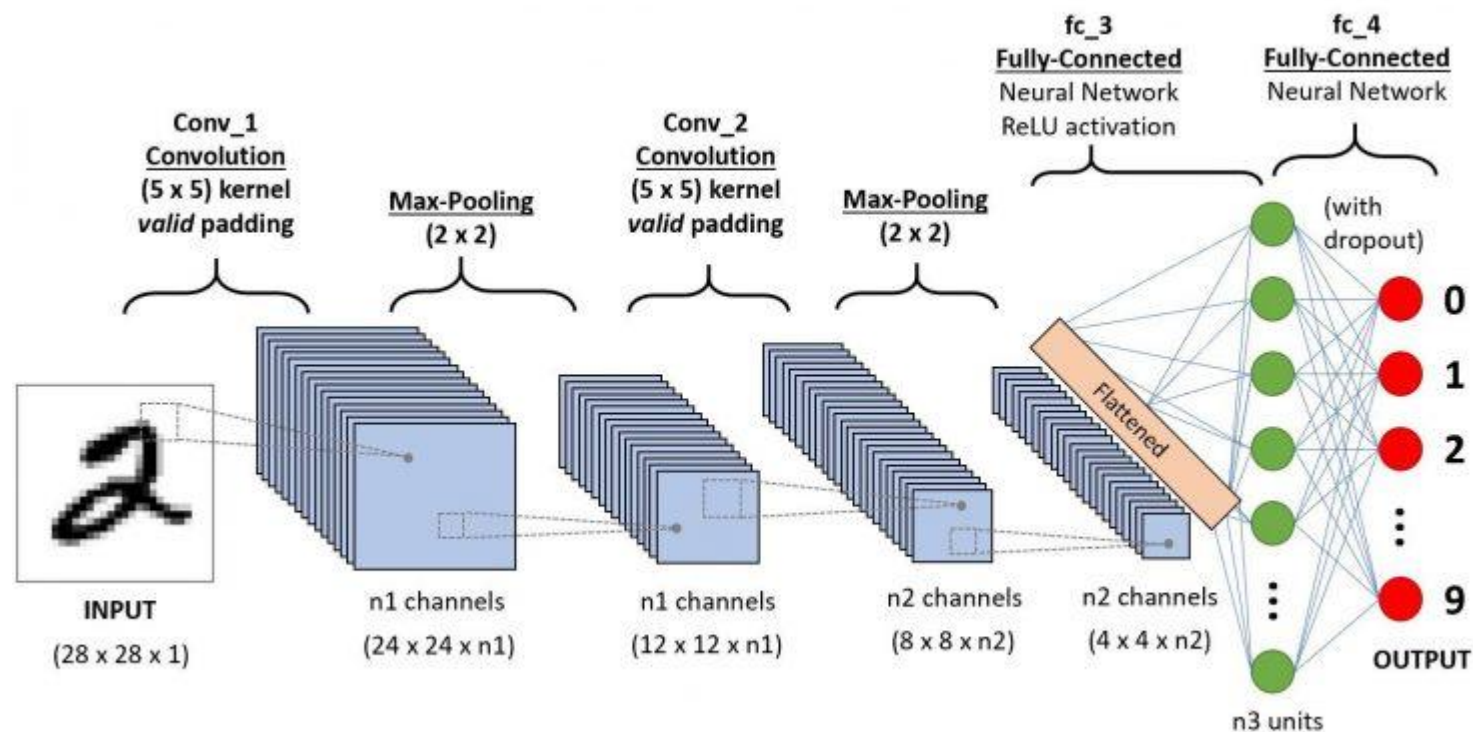 Conv_1
Convolution
(5 x 5) kernel
valid padding
Max-Pooling
(2 x 2)
Conv_2
Convolution
(5 x 5) kernel
valid padding
Max-Pooling
(2 x 2)
fc_3
Fully-Connected
Neural Network
ReLU activation
fc_4
Fully-Connected
Neural Network
(with
dropout)
2
INPUT
(28 x 28 x 1)
n1 channels
(24 x 24 x n1)
n1 channels
(12 x 12 x n1)
n2 channels
(8 x 8 x n2)
n2 channels
(4 x 4 x n2)
Flattened
n3 units
0
1
2
9
OUTPUT